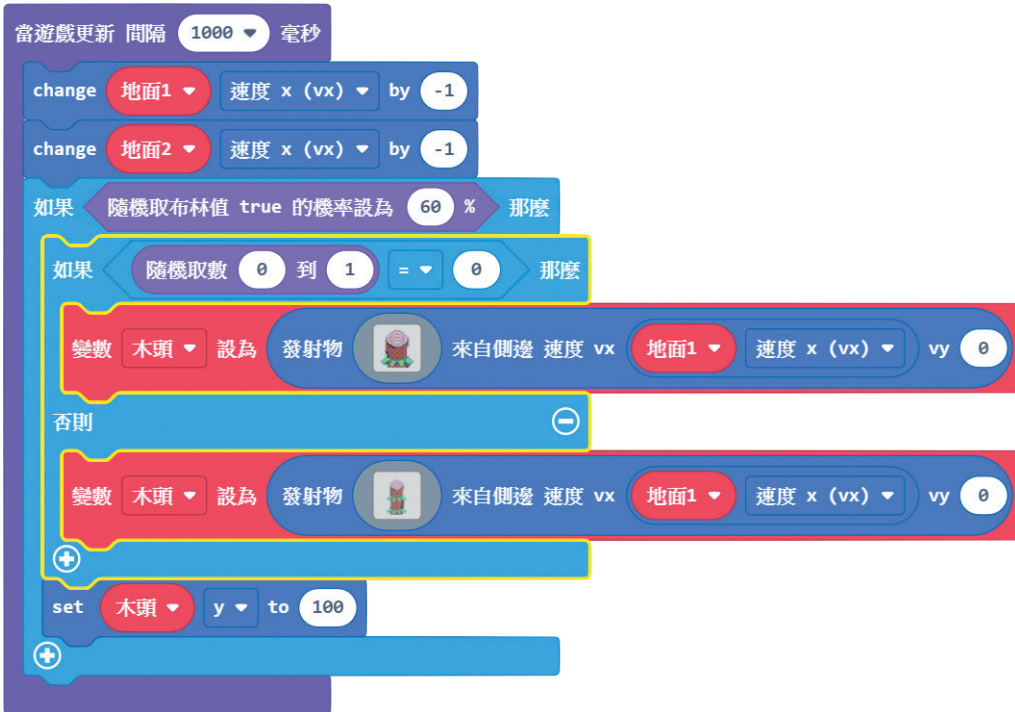 當遊戲更新 間隔 1000 毫秒
change 地面1 速度 x (vx) by -1
change 地面2 速度 x (vx) by -1
如果 隨機取布林值 true 的機率設為 60 % 那麼
如果 隨機取數 0 到 1 = 0 那麼
變數 木頭 設為 發射物 來自側邊 速度 vx 地面1 速度 x (vx) vy 0
否則
變數 木頭 設為 發射物 來自側邊 速度 vx 地面1 速度 x (vx) vy 0
set 木頭 y to 100